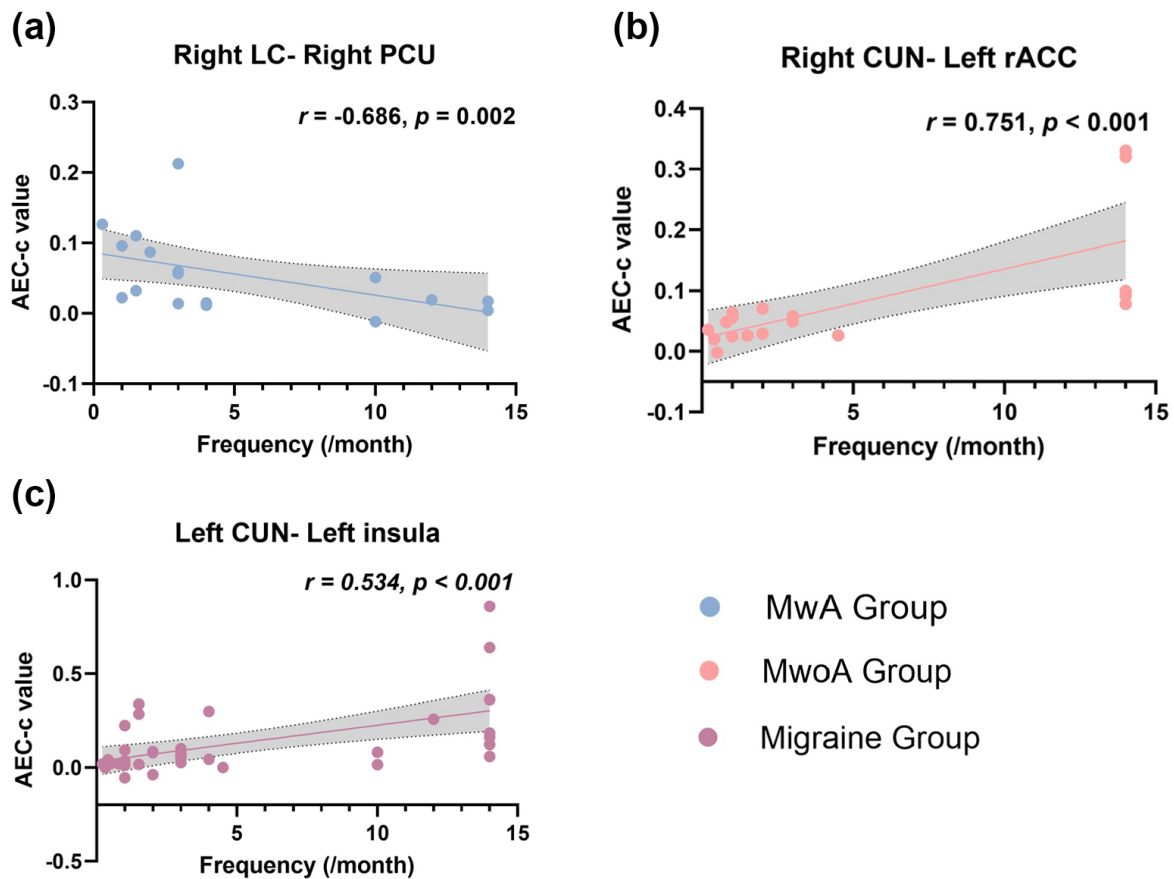 (a)
Right LC- Right PCU
r = -0.686, p = 0.002
AEC-c value
0.3
0.2
0.1
0.0
-0.1
0 5 10 15
Frequency (/month)
(b)
Right CUN- Left rACC
r = 0.751, p < 0.001
AEC-c value
0.4
0.3
0.2
0.1
0.0
-0.1
5 10 15
Frequency (/month)
(c)
Left CUN- Left insula
r = 0.534, p < 0.001
AEC-c value
1.0
0.5
0.0
-0.5
5 10 15
Frequency (/month)
MwA Group
MwoA Group
Migraine Group